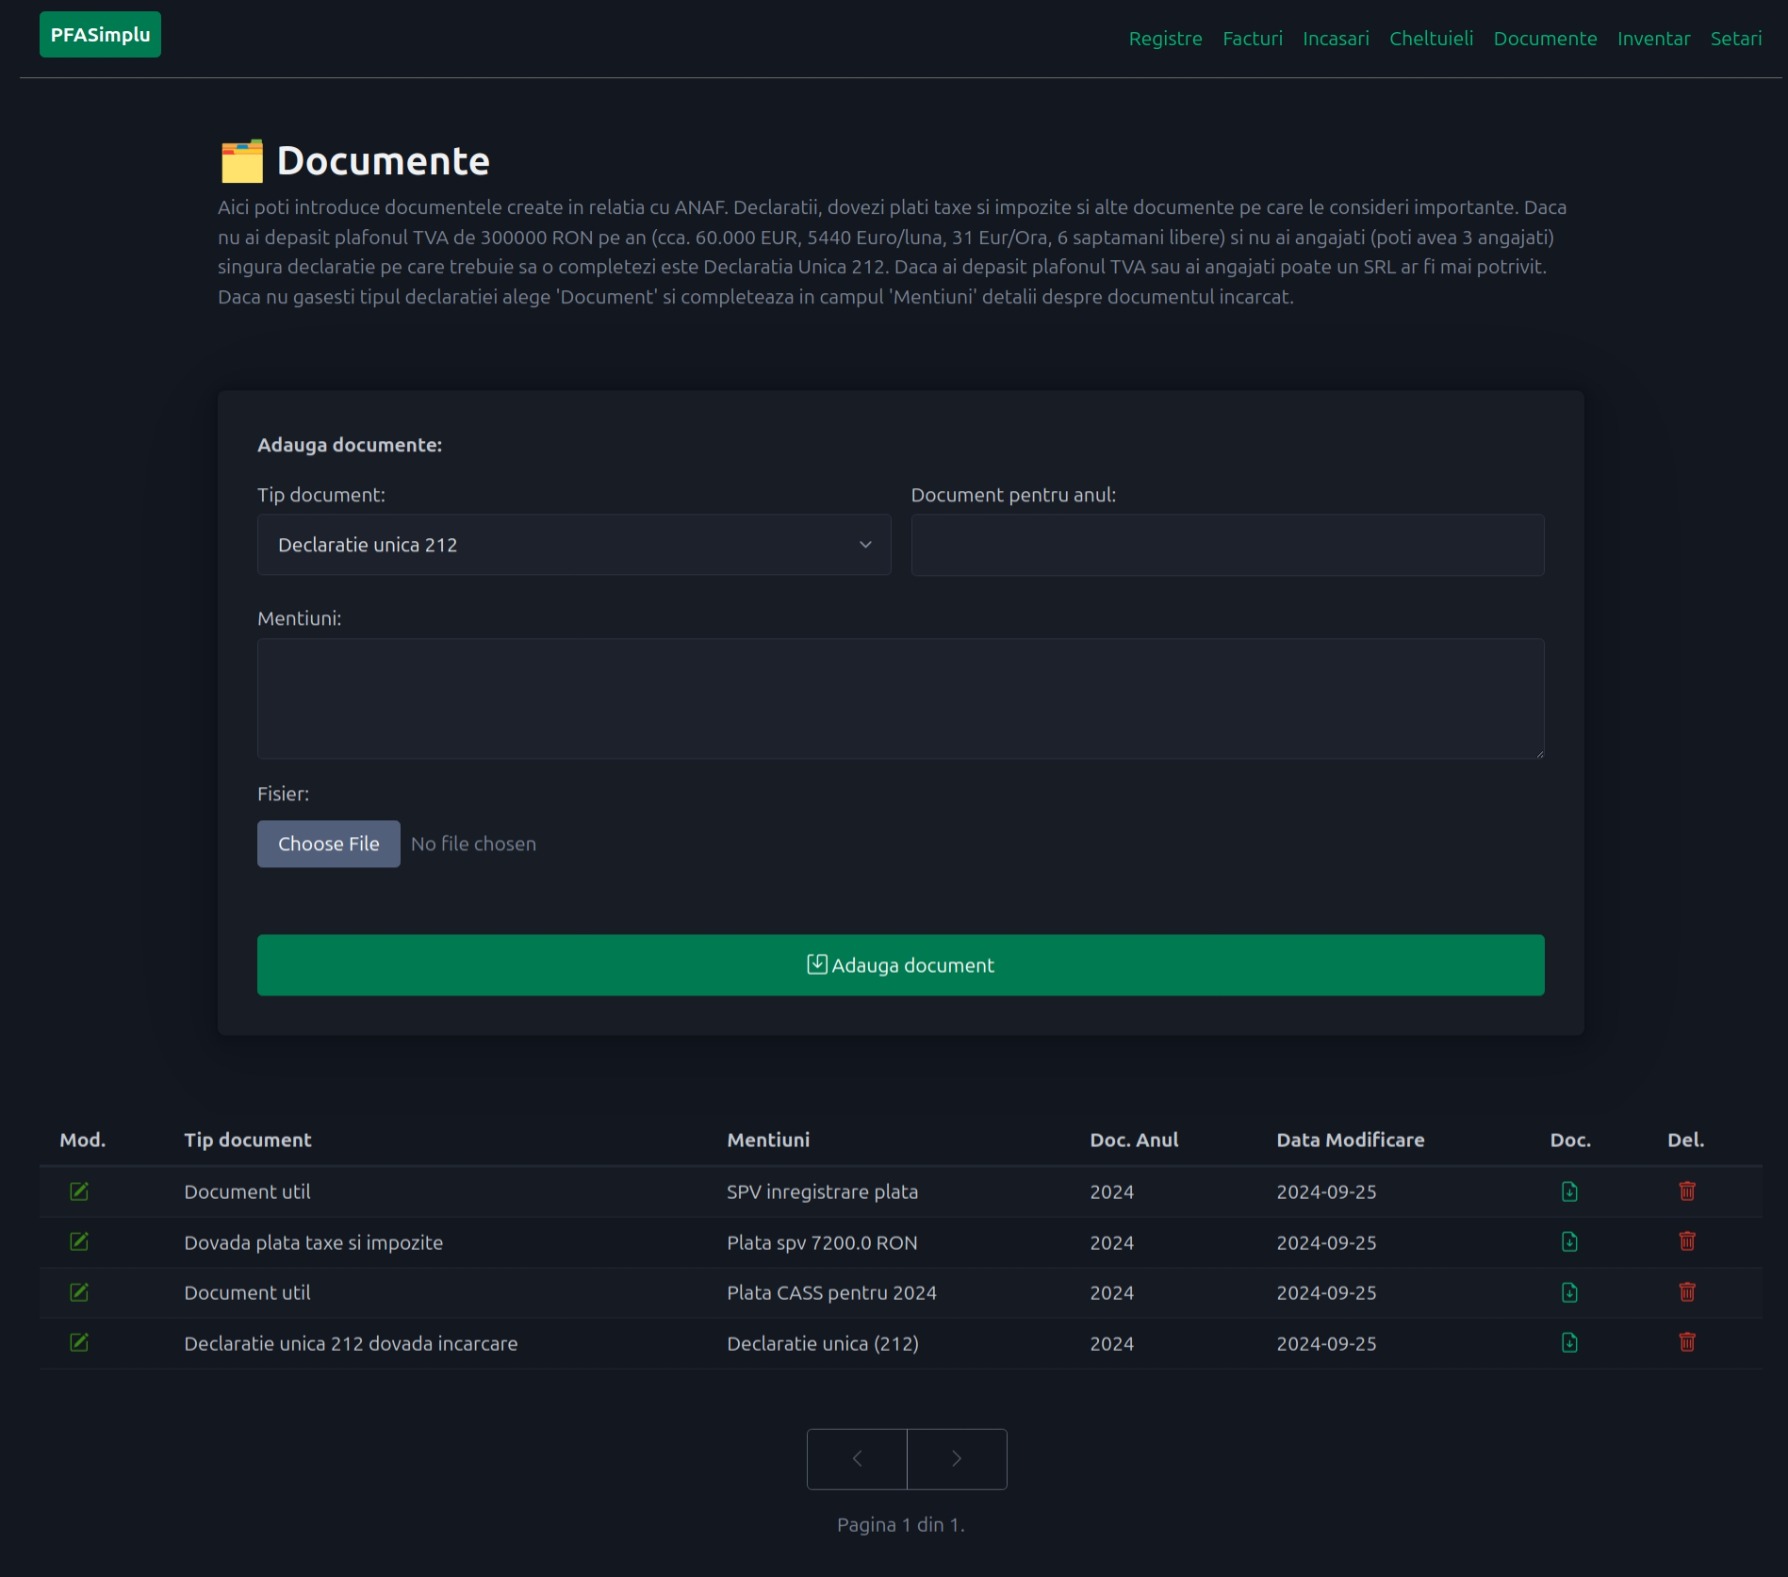 PFASimplu
Registre Facturi Incasari Cheltuieli Documente Inventar Setari
Documente
Aici poti introduce documentele create in relatia cu ANAF. Declaratii, dovezi plati taxe si impozite si alte documente pe care le consideri importante. Daca
nu ai depasit plafonul TVA de 300000 RON pe an (cca. 60.000 EUR, 5440 Euro/luna, 31 Eur/Ora, 6 saptamani libere) si nu ai angajati (poti avea 3 angajati)
singura declaratie pe care trebuie sa o completezi este Declaratia Unica 212. Daca ai depasit plafonul TVA sau ai angajati poate un SRL ar fi mai potrivit.
Daca nu gasesti tipul declaratiei alege 'Document' si completeaza in campul 'Mentiuni' detalii despre documentul incarcat.
Adauga documente:
Tip document: Document pentru anul:
Declaratie unica 212
Mentiuni:
Fisier:
Choose File No file chosen
Adauga document
Mod. Tip document Mentiuni Doc. Anul Data Modificare Doc. Del.
Document util SPV inregistrare plata 2024 2024-09-25
Dovada plata taxe si impozite Plata spv 7200.0 RON 2024 2024-09-25
Document util Plata CASS pentru 2024 2024 2024-09-25
Declaratie unica 212 dovada incarcare Declaratie unica (212) 2024 2024-09-25
Pagina 1 din 1.